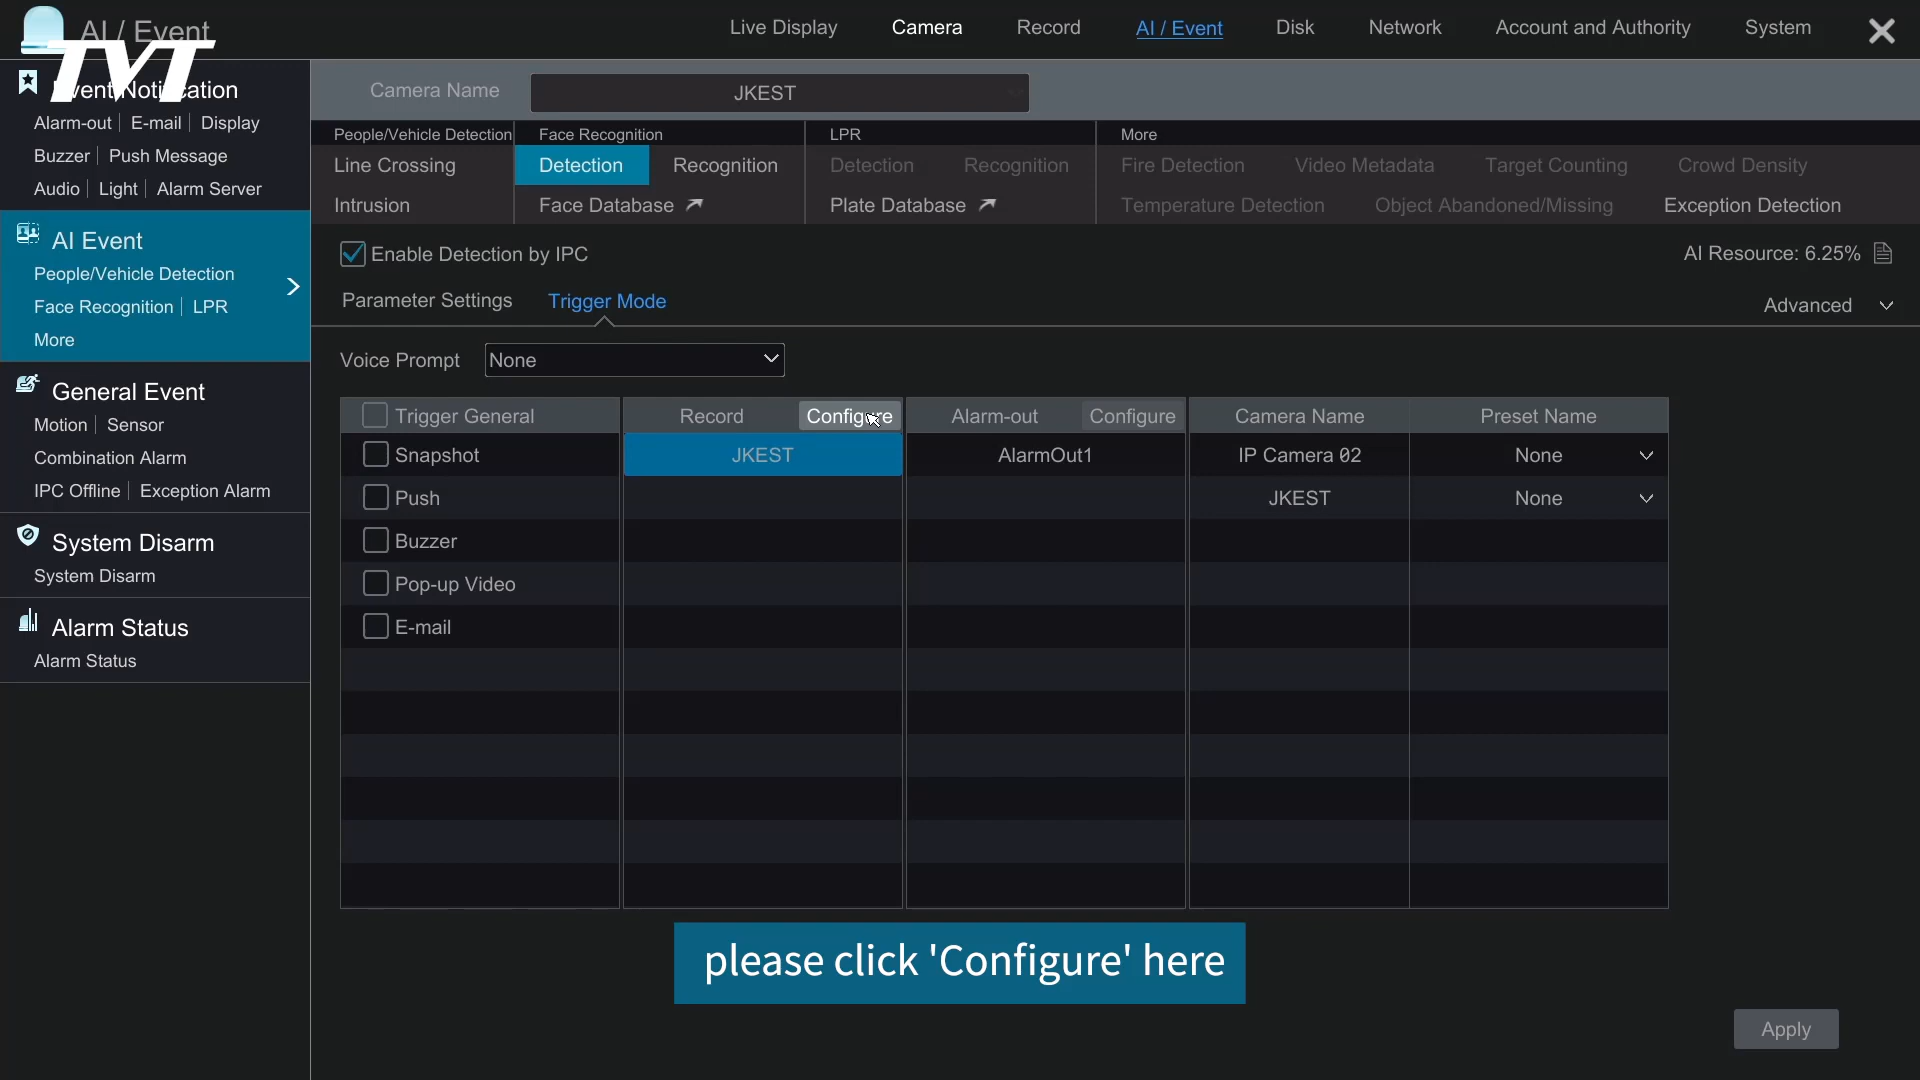 AI / Event
Live Display Camera Record AI / Event Disk Network Account and Authority System
TVT
Event Notification
Alarm-out E-mail Display
Buzzer Push Message
Audio Light Alarm Server
AI Event
People/Vehicle Detection
Face Recognition LPR
More
General Event
Motion Sensor
Combination Alarm
IPC Offline Exception Alarm
System Disarm
System Disarm
Alarm Status
Alarm Status
Camera Name JKEST
People/Vehicle Detection Face Recognition LPR More
Line Crossing Detection Recognition Detection Recognition Fire Detection Video Metadata Target Counting Crowd Density
Intrusion Face Database Plate Database Temperature Detection Object Abandoned/Missing Exception Detection
Enable Detection by IPC AI Resource: 6.25%
Parameter Settings Trigger Mode Advanced
Voice Prompt None
Trigger General Record Configure Alarm-out Configure Camera Name Preset Name
Snapshot JKEST AlarmOut1 IP Camera 02 None
Push JKEST None
Buzzer
Pop-up Video
E-mail
please click 'Configure' here
Apply